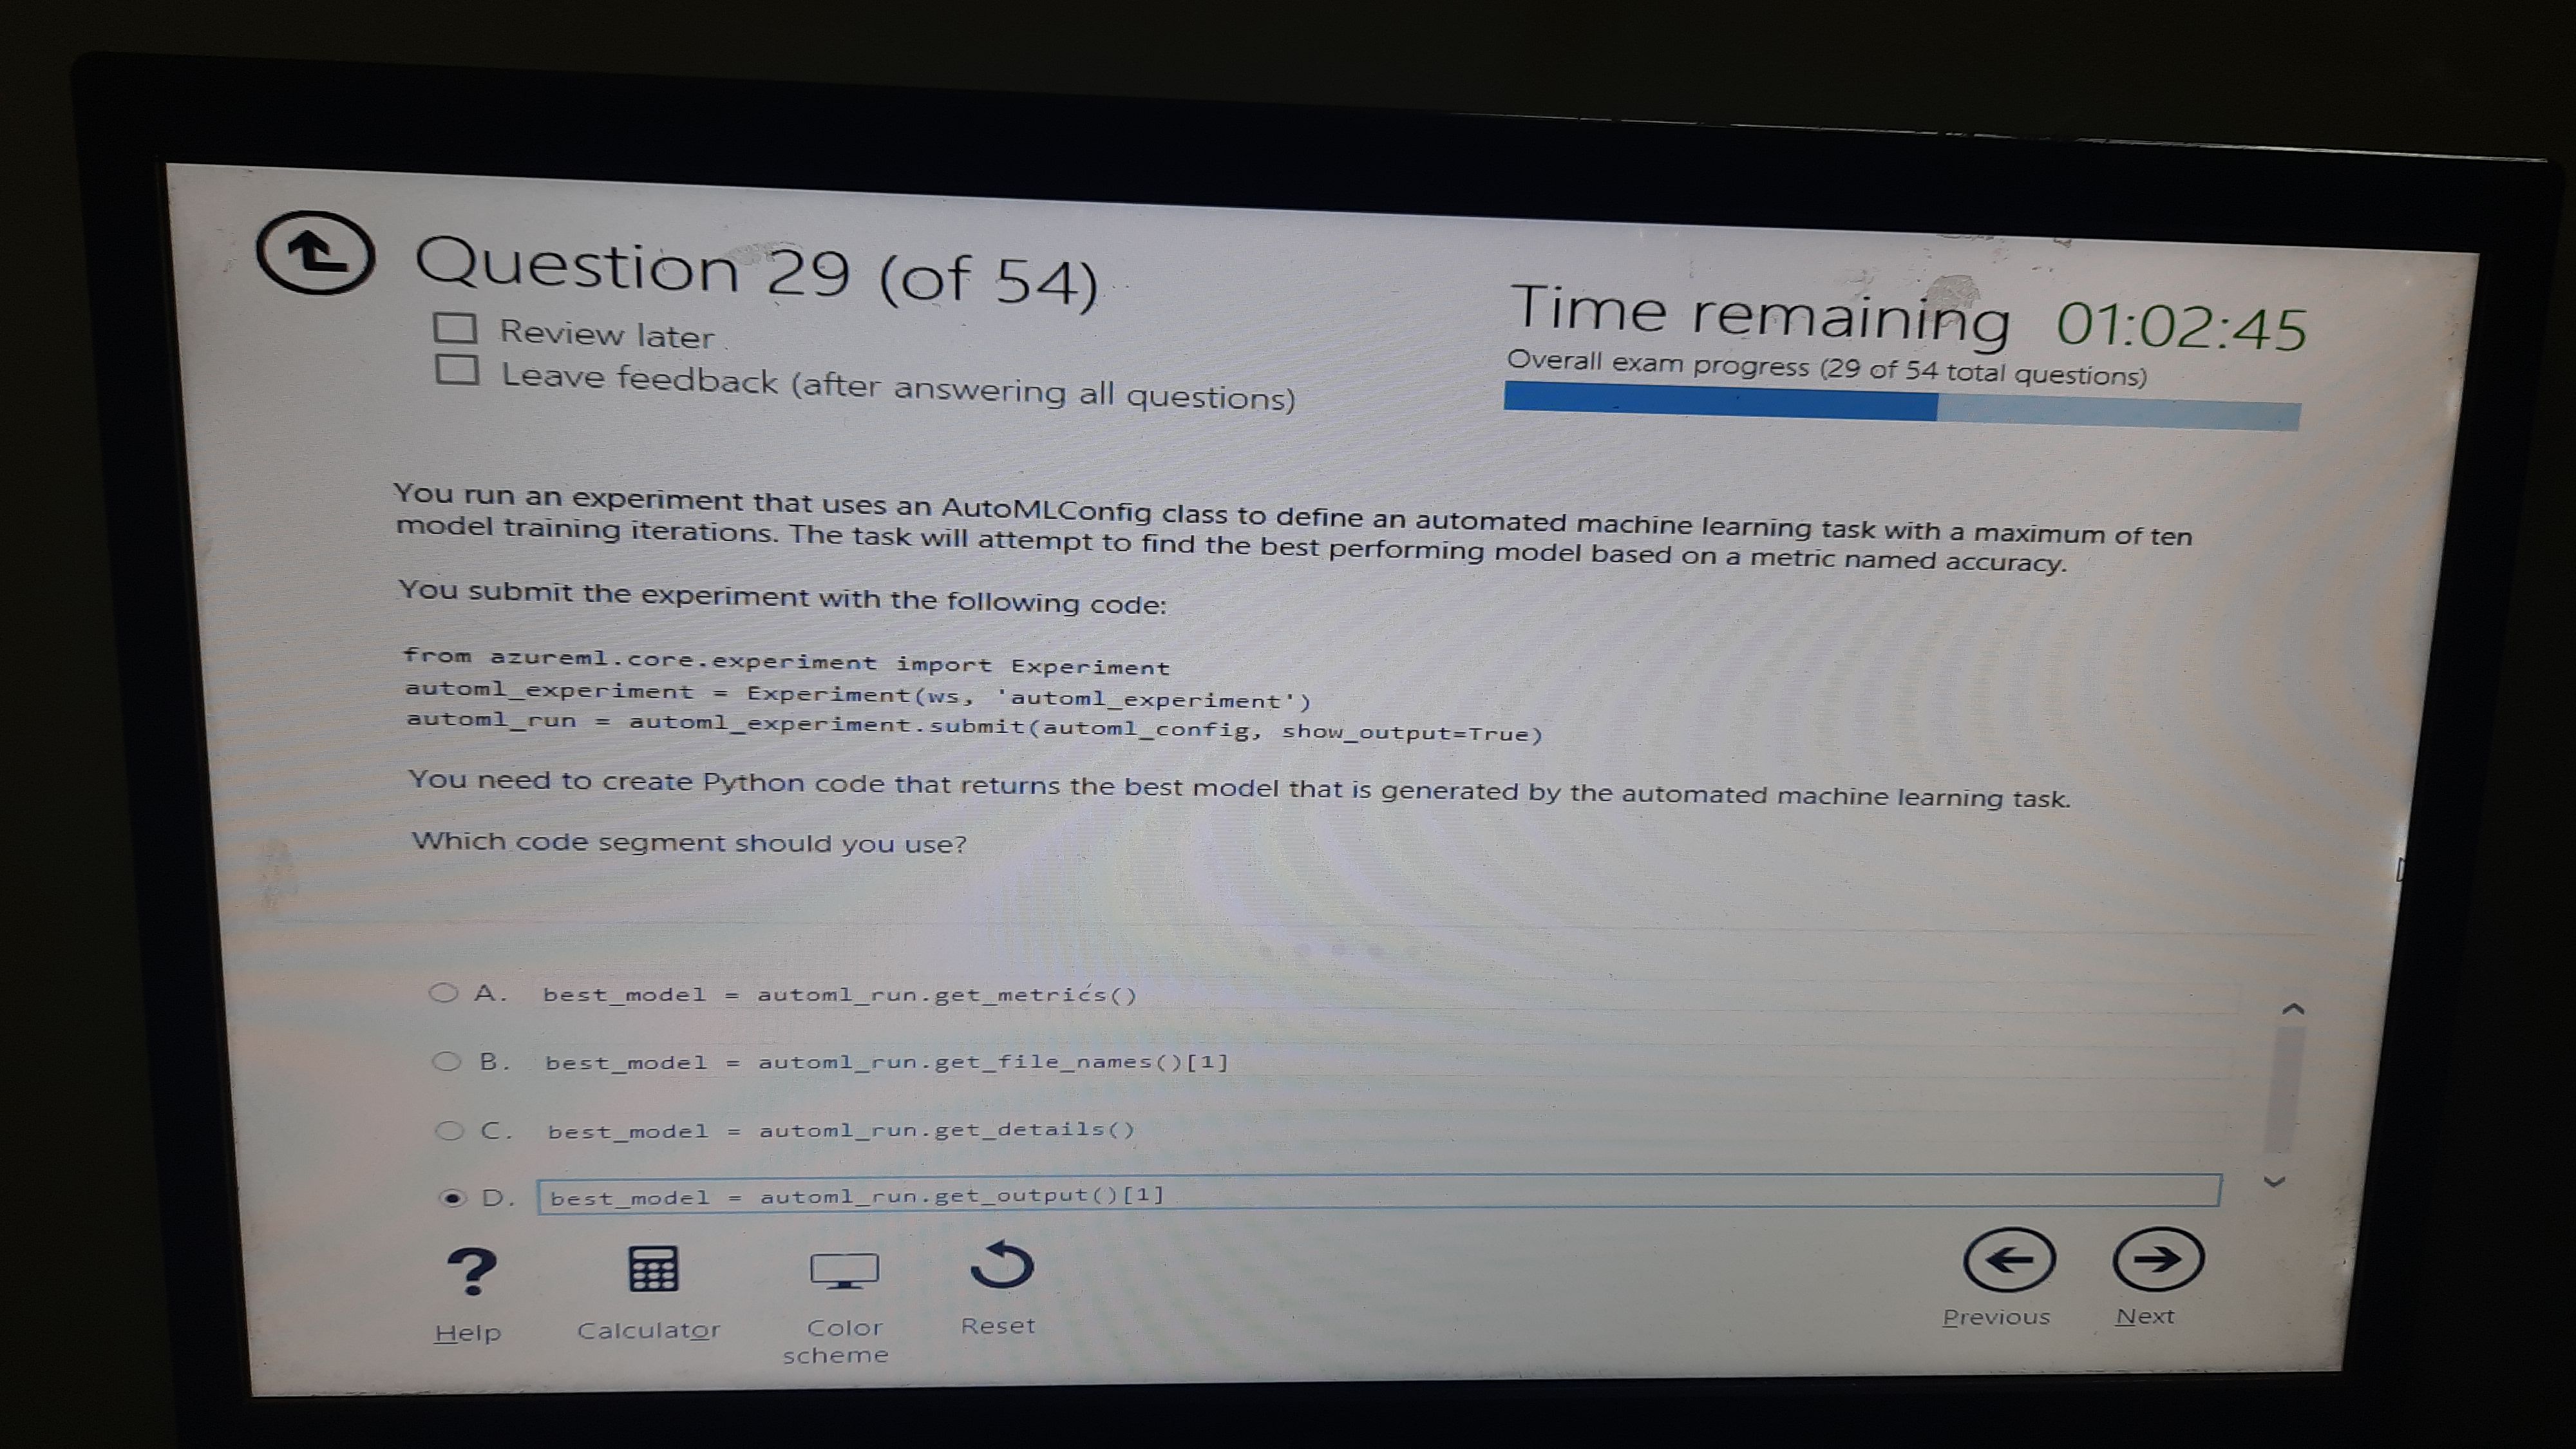 Question 29 (of 54)
Time remaining 01:02:45
Review later
Overall exam progress (29 of 54 total questions)
Leave feedback (after answering all questions)
You run an experiment that uses an AutoMLConfig class to define an automated machine learning task with a maximum of ten
model training iterations. The task will attempt to find the best performing model based on a metric named accuracy.
You submit the experiment with the following code:
from azureml.core.experiment import Experiment
automl_experiment = Experiment(ws, 'automl_experiment')
automl_run = automl_experiment.submit(automl_config, show_output=True)
You need to create Python code that returns the best model that is generated by the automated machine learning task.
Which code segment should you use?
A. best_model = automl_run.get_metrics()
B. best_model = automl_run.get_file_names()[1]
C. best_model = automl_run.get_details()
D. best_model = automl_run.get_output()[1]
Help
Calculator
Color
scheme
Reset
Previous
Next